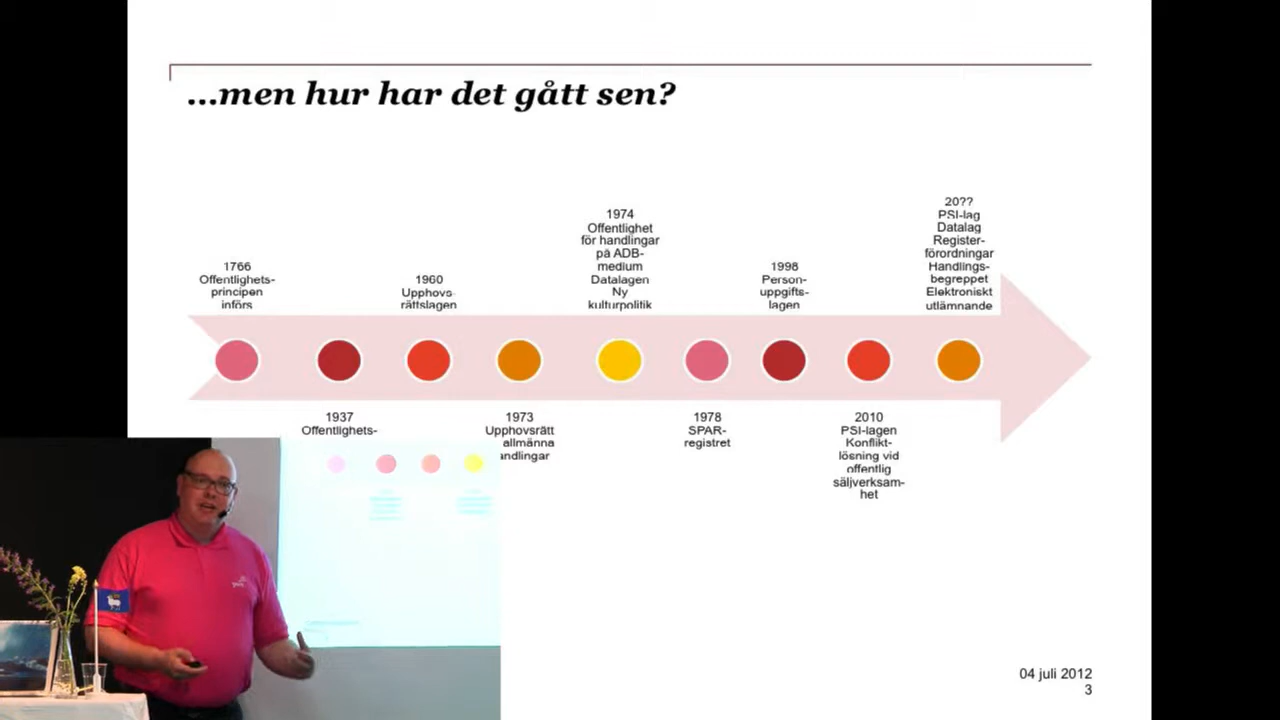 ...men hur har det gått sen?
1766
Offentlighets-
principen
införs
1960
Upphovs-
rättslagen
1974
Offentlighet
för handlingar
på ADB-
medium
Datalagen
Ny
kulturpolitik
1998
Person-
uppgifts-
lagen
20??
PSI-lag
Datalag
Register-
förordningar
Handlings-
begreppet
Elektroniskt
utlämnande
1937
Offentlighets-
1973
Upphovsrätt
allmänna
andlingar
1978
SPAR-
registret
2010
PSI-lagen
Konflikt-
lösning vid
offentlig
säljverksam-
het
pwc
04 juli 2012
3